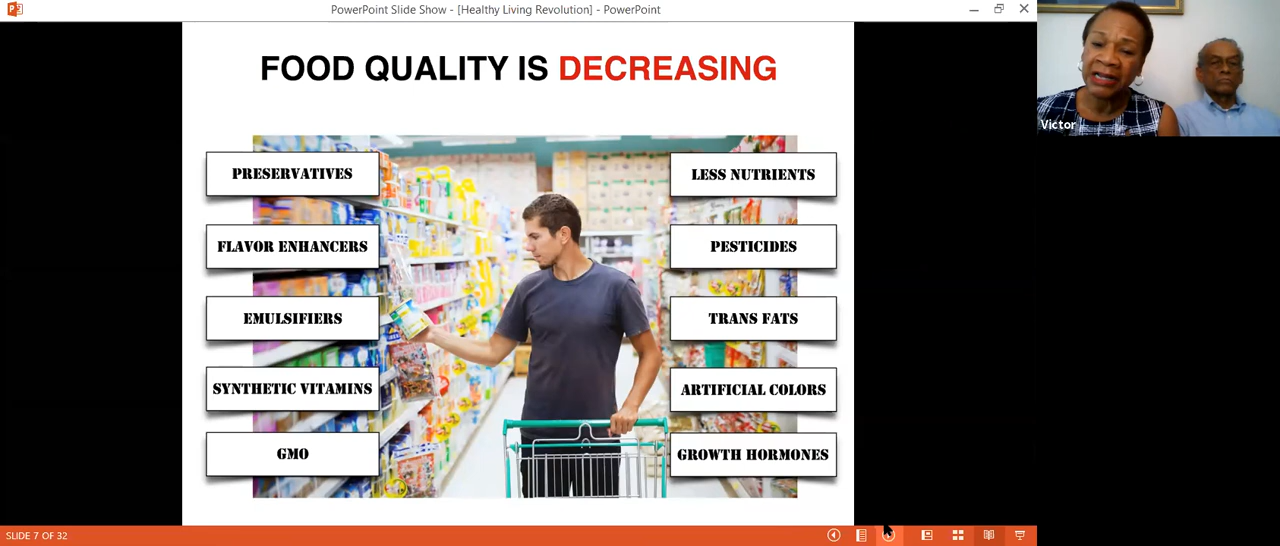 PowerPoint Slide Show - [Healthy Living Revolution] - PowerPoint
FOOD QUALITY IS DECREASING
PRESERVATIVES
FLAVOR ENHANCERS
EMULSIFIERS
SYNTHETIC VITAMINS
GMO
LESS NUTRIENTS
PESTICIDES
TRANS FATS
ARTIFICIAL COLORS
GROWTH HORMONES
Victor
SLIDE 7 OF 32